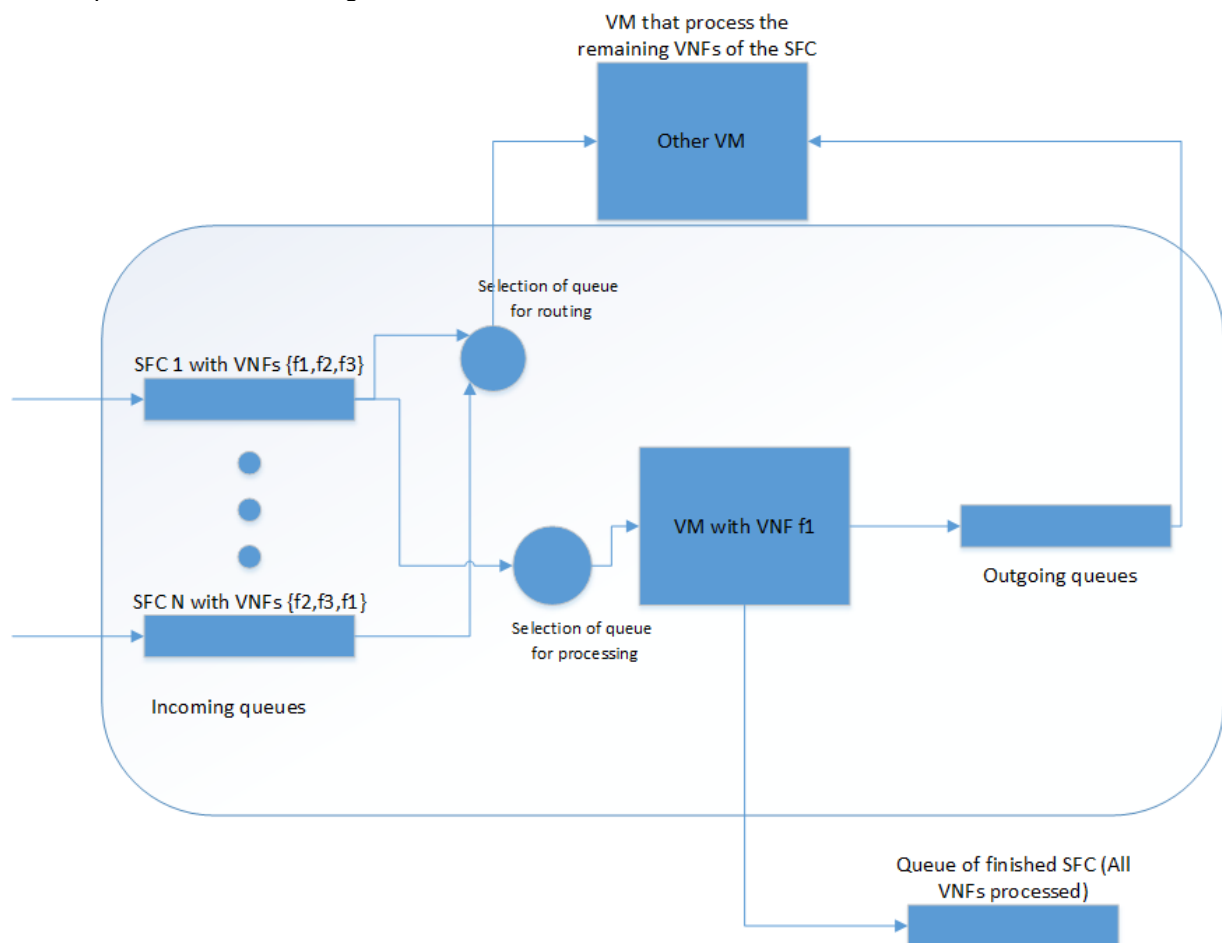 VM that process the
remaining VNFs of the SFC
Other VM
Selection of queue
for routing
SFC 1 with VNFs {f1,f2,f3}
VM with VNF f1
Outgoing queues
SFC N with VNFs {f2,f3,f1}
Selection of queue
for processing
Incoming queues
Queue of finished SFC (All
VNFs processed)